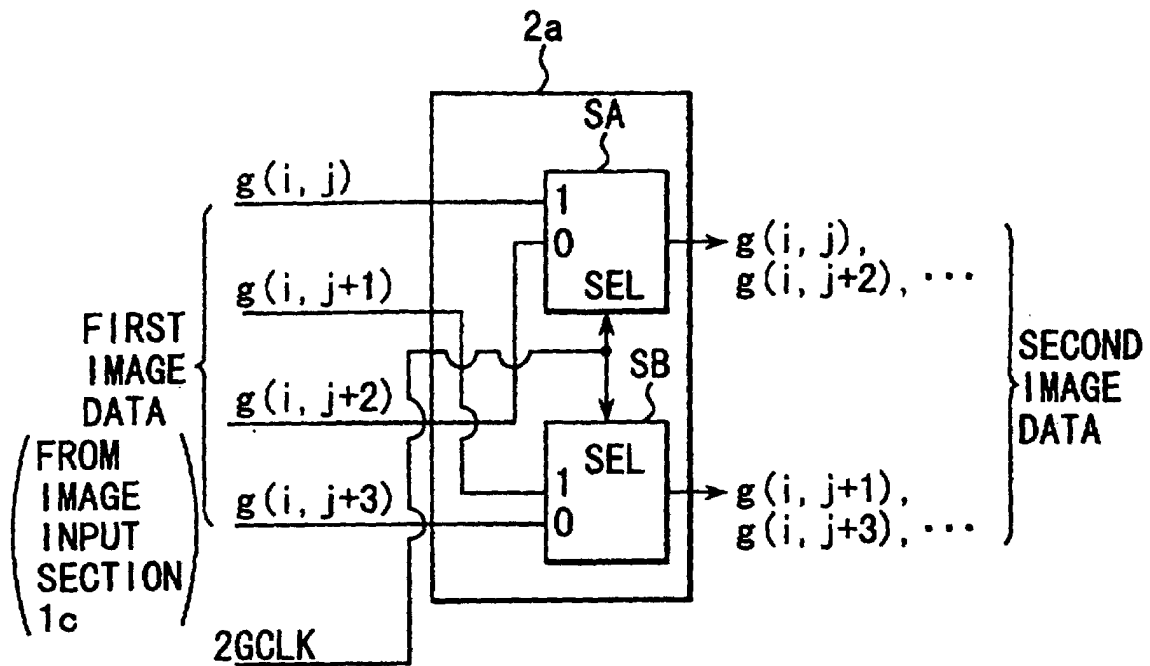 2a
SA
g(i, j)
1
0
g(i, j),
g(i, j+2), ···
SEL
g(i, j+1)
FIRST
IMAGE
DATA
SECOND
IMAGE
DATA
SB
g(i, j+2)
SEL
FROM
IMAGE
INPUT
SECTION
1c
g(i, j+3)
1
0
g(i, j+1),
g(i, j+3), ···
2GCLK